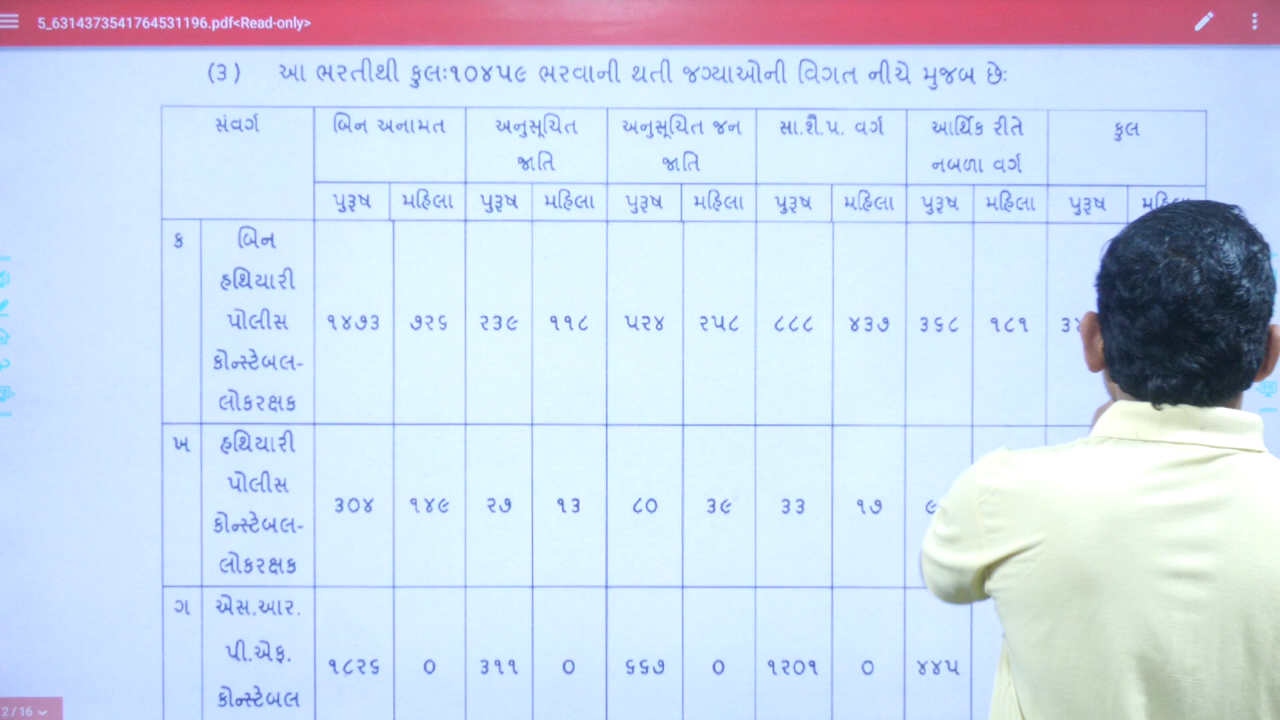 5_6314373541764531196.pdf<Read-only>
(૩) આ ભરતીથી કુલઃ૧૦૪૫૯ ભરવાની થતી જગ્યાઓની વિગત નીચે મુજબ છેઃ
સંવર્ગ બિન અનામત અનુસૂચિત અનુસૂચિત જન સા.શૈ.પ. વર્ગ આર્થિક રીતે કુલ
જાતિ જાતિ નબળા વર્ગ
પુરૂષ મહિલા પુરૂષ મહિલા પુરૂષ મહિલા પુરૂષ મહિલા પુરૂષ મહિલા પુરૂષ
ક બિન
હથિયારી
પોલીસ ૧૪૭૩ ૭૨૬ ૨૩૯ ૧૧૮ ૫૨૪ ૨૫૮ ૮૮૮ ૪૩૭ ૩૬૮ ૧૮૧
કોન્સ્ટેબલ-
લોકરક્ષક
ખ હથિયારી
પોલીસ
કોન્સ્ટેબલ- ૩૦૪ ૧૪૯ ૨૭ ૧૩ ૮૦ ૩૯ ૩૩ ૧૭
લોકરક્ષક
ગ એસ.આર.
પી.એફ. ૧૮૨૬ ૦ ૩૧૧ ૦ ૬૬૭ ૦ ૧૨૦૧ ૦ ૪૪૫
કોન્સ્ટેબલ
2 / 16